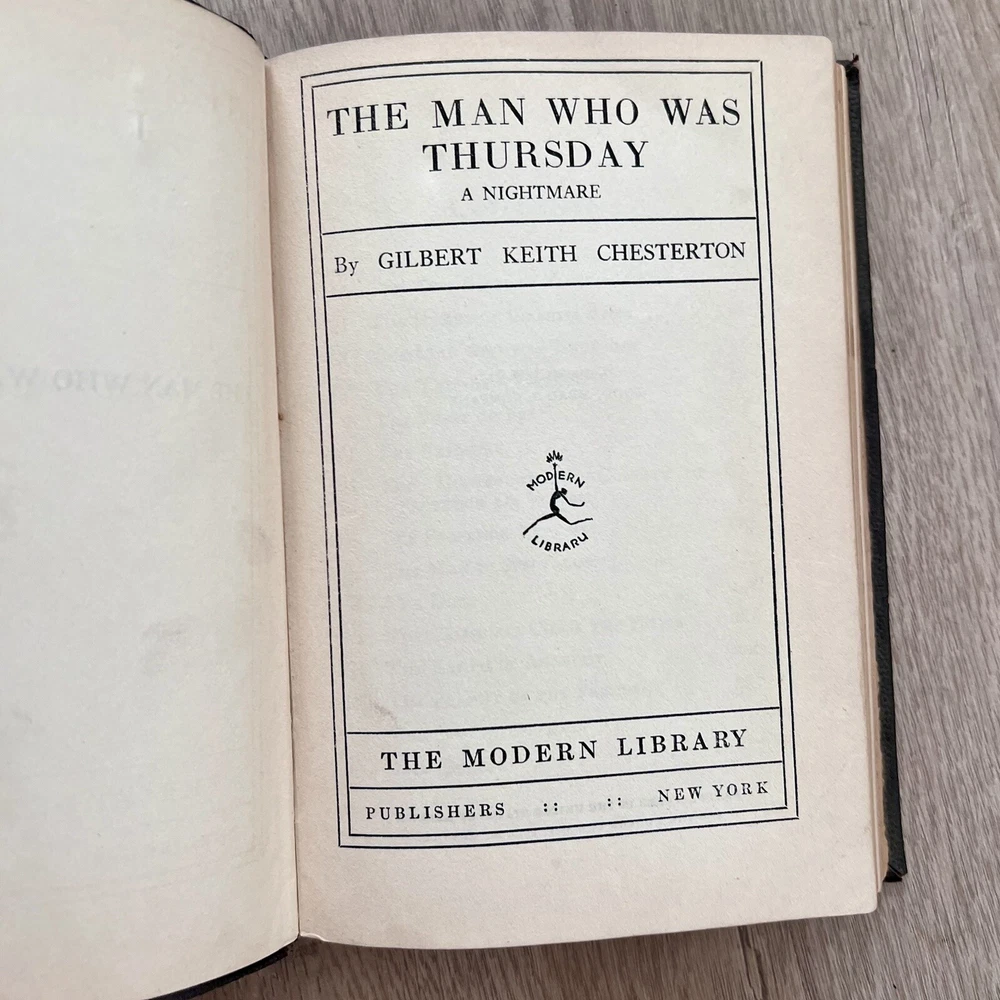 THE MAN WHO WAS
THURSDAY
A NIGHTMARE
By GILBERT KEITH CHESTERTON
MODERN
LIBRARY
THE MODERN LIBRARY
PUBLISHERS :: :: NEW YORK